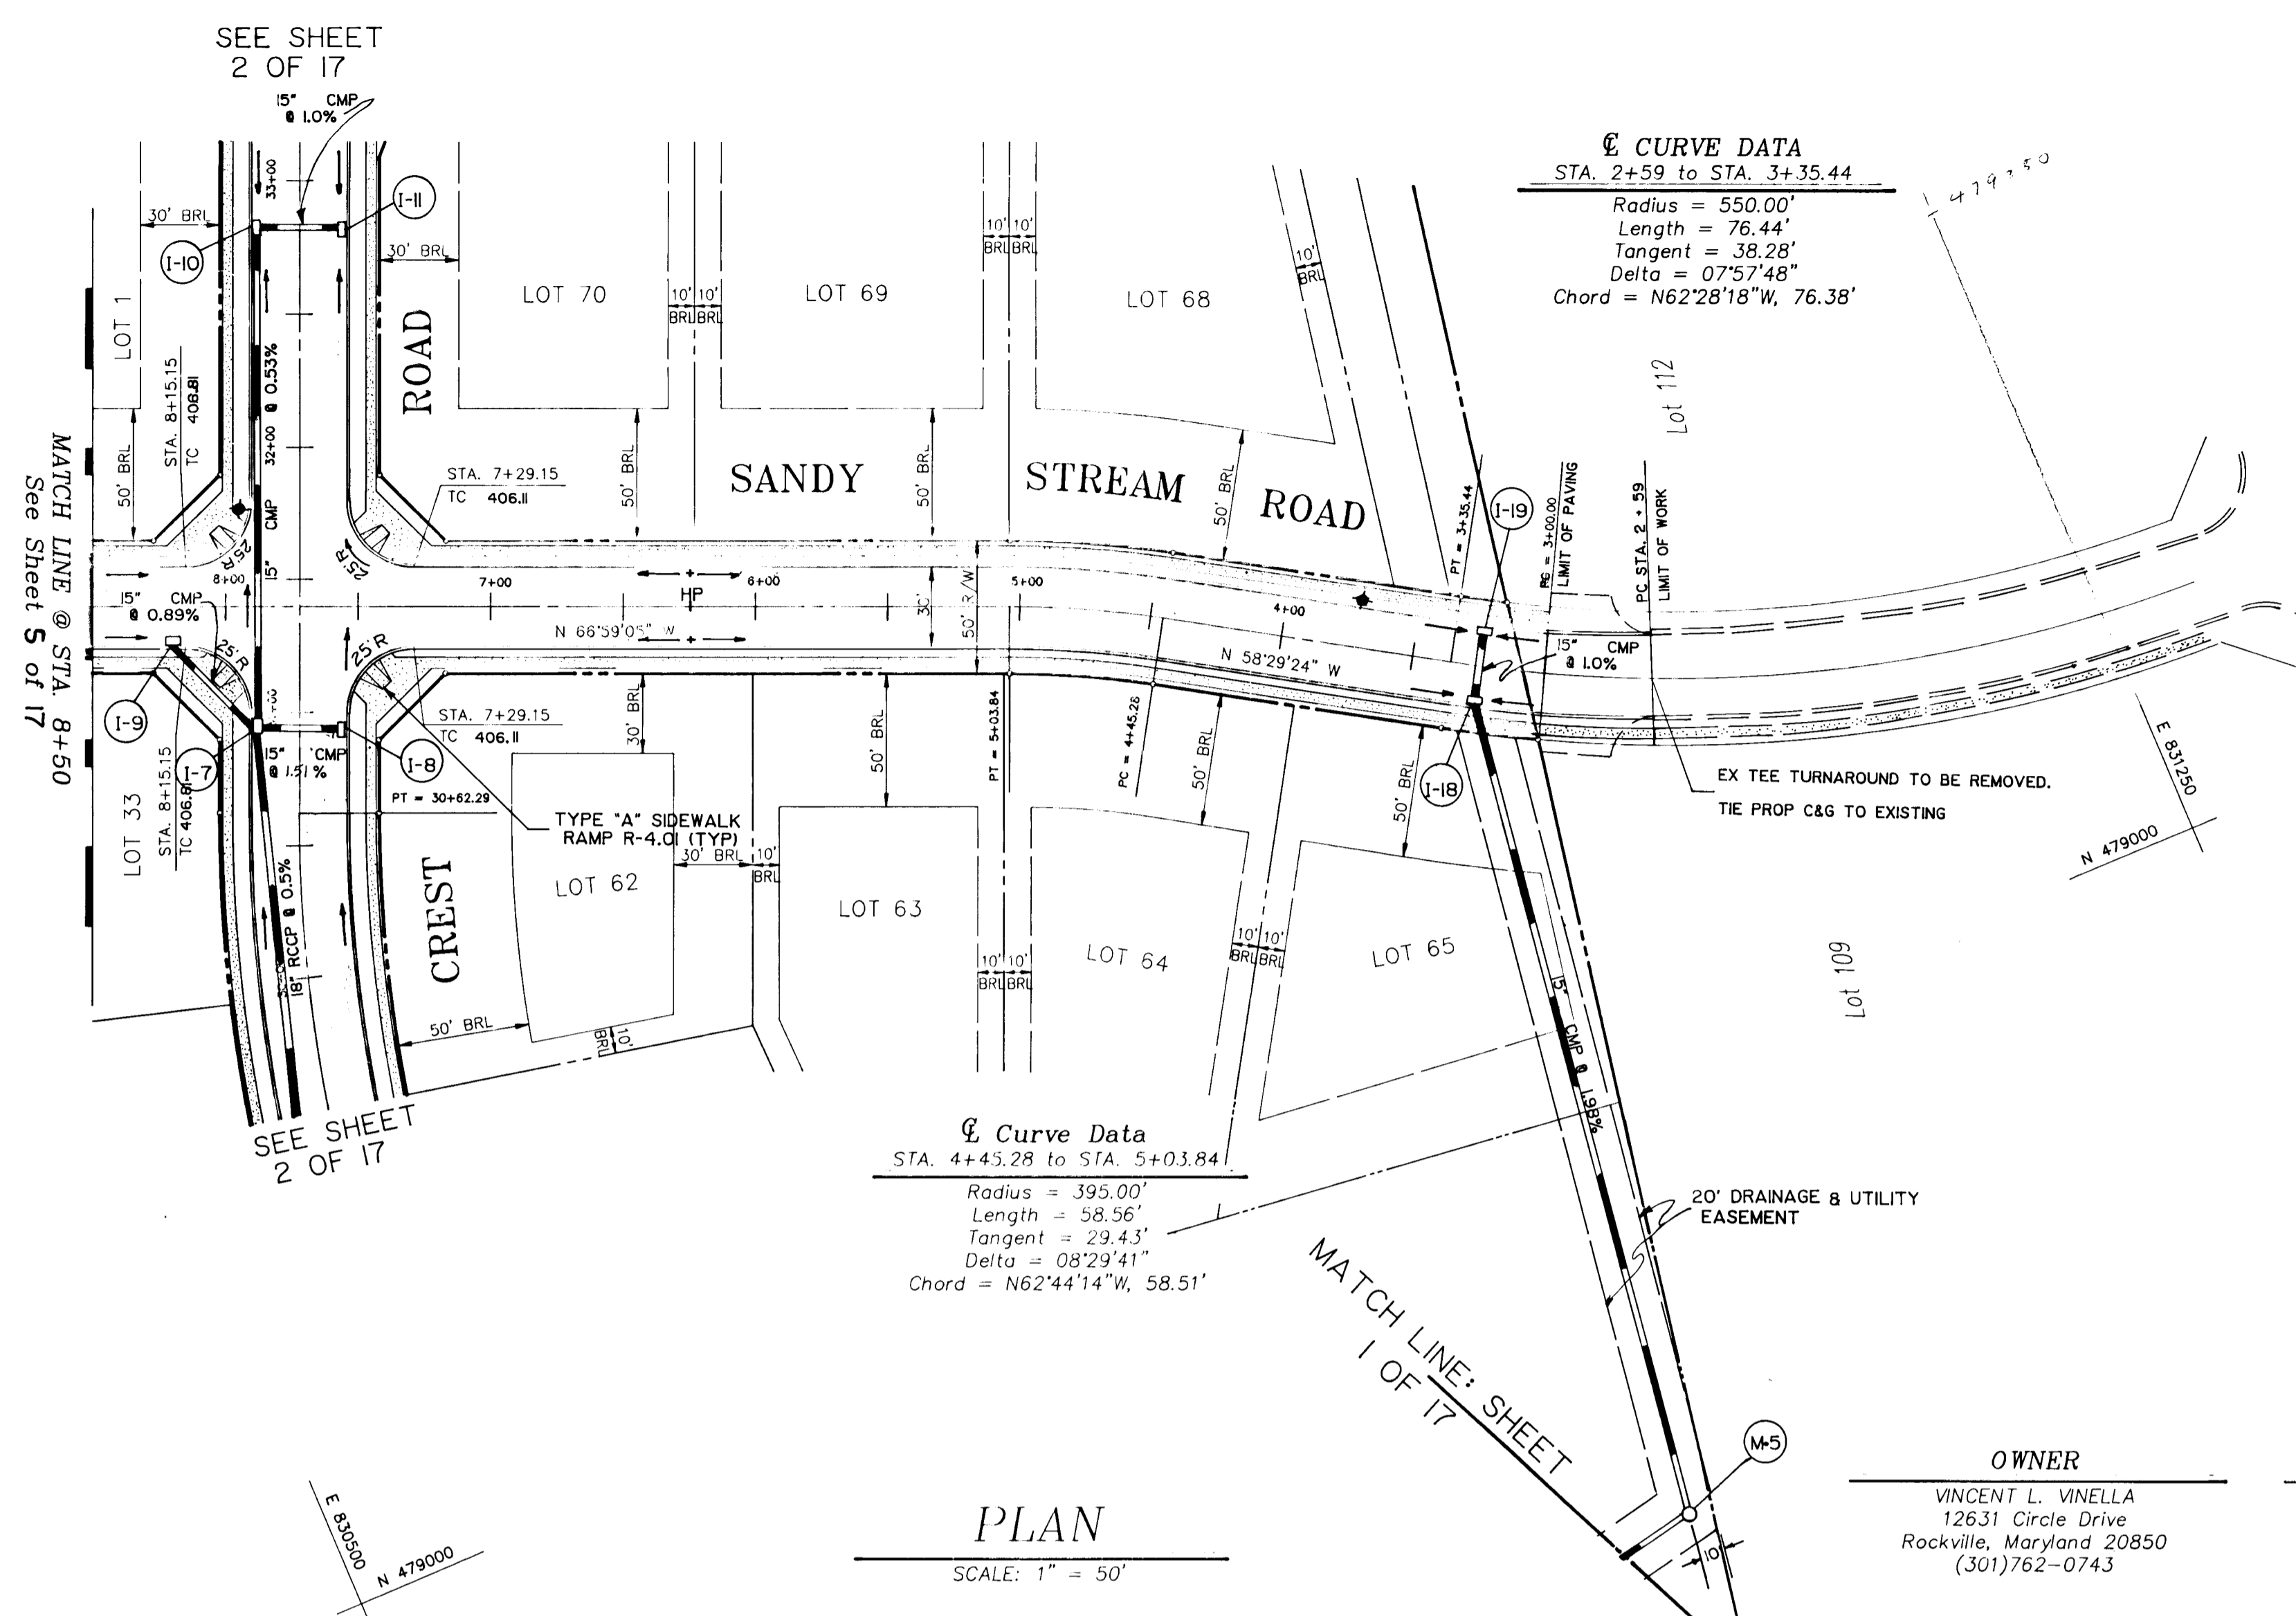 SEE SHEET
2 OF 17
15" CMP
@ 1.0%
33+00
I-11
I-10
30' BRL
30' BRL
LOT 1
ROAD
LOT 70
10' 10'
BRL BRL
LOT 69
10' 10'
BRL BRL
LOT 68
10'
BRL
℄ CURVE DATA
STA. 2+59 to STA. 3+35.44
Radius = 550.00'
Length = 76.44'
Tangent = 38.28'
Delta = 07°57'48"
Chord = N62°28'18"W, 76.38'
Lot 112
MATCH LINE @ STA. 8+50
See Sheet 5 of 17
50' BRL
STA. 8+15.15
TC 406.81
15" CMP
32+00 @ 0.53%
STA. 7+29.15
TC 406.11
50' BRL
SANDY STREAM ROAD
50' BRL
50' BRL
PT = 3+35.44
I-19
PC = 3+00.00
LIMIT OF PAVING
PC STA. 2+59
LIMIT OF WORK
25'R
25'R
8+00
7+00
HP
6+00
5+00
4+00
30'
50' R/W
N 66°59'05" W
N 58°29'24" W
15" CMP
@ 0.89%
15" CMP
@ 1.0%
25'R
25'R
I-9
I-7
I-8
15" CMP
@ 1.51 %
STA. 7+29.15
TC 406.11
STA. 8+15.15
TC 406.81
LOT 33
PT = 30+62.29
TYPE "A" SIDEWALK
RAMP R-4.01 (TYP)
30' BRL
50' BRL
PT = 5+03.84
PC = 4+45.28
50' BRL
50' BRL
I-18
EX TEE TURNAROUND TO BE REMOVED.
TIE PROP C&G TO EXISTING
E 831250
N 479000
18" RCCP @ 0.5%
CREST
LOT 62
30' BRL
10'
BRL
LOT 63
10' 10'
BRL BRL
LOT 64
10' 10'
BRL BRL
LOT 65
Lot 109
50' BRL
10'
BRL
15" CMP @ 1.98%
SEE SHEET
2 OF 17
℄ Curve Data
STA. 4+45.28 to STA. 5+03.84
Radius = 395.00'
Length = 58.56'
Tangent = 29.43'
Delta = 08°29'41"
Chord = N62°44'14"W, 58.51'
20' DRAINAGE & UTILITY
EASEMENT
MATCH LINE: SHEET
1 OF 17
M-5
10'
E 830500
N 479000
PLAN
SCALE: 1" = 50'
OWNER
VINCENT L. VINELLA
12631 Circle Drive
Rockville, Maryland 20850
(301)762-0743